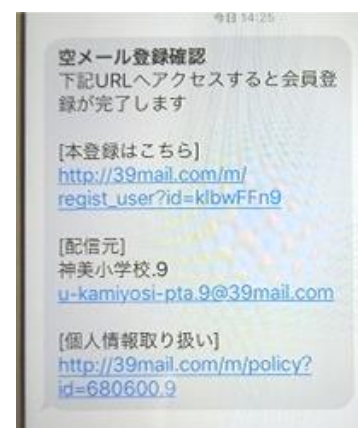 今日 14:25
空メール登録確認
下記URLへアクセスすると会員登
録が完了します
[本登録はこちら]
http://39mail.com/m/
regist_user?id=klbwFFn9
[配信元]
神美小学校.9
u-kamiyosi-pta.9@39mail.com
[個人情報取り扱い]
http://39mail.com/m/policy?
id=680600.9